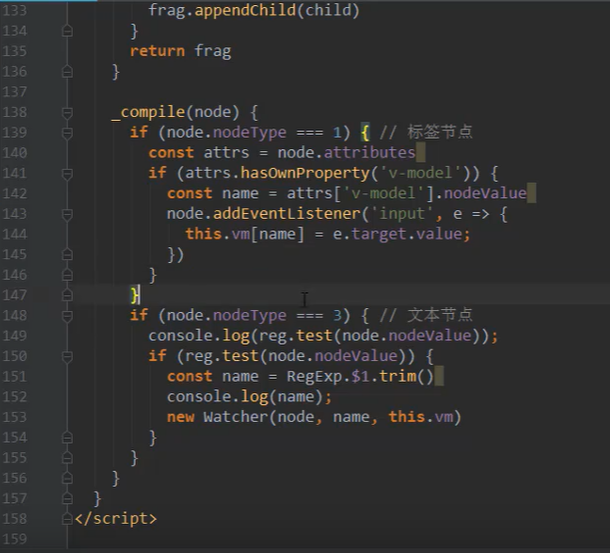 133 frag.appendChild(child)
134 }
135 return frag
136 }
137
138 _compile(node) {
139 if (node.nodeType === 1) { // 标签节点
140 const attrs = node.attributes
141 if (attrs.hasOwnProperty('v-model')) {
142 const name = attrs['v-model'].nodeValue
143 node.addEventListener('input', e => {
144 this.vm[name] = e.target.value;
145 })
146 }
147 }
148 if (node.nodeType === 3) { // 文本节点
149 console.log(reg.test(node.nodeValue));
150 if (reg.test(node.nodeValue)) {
151 const name = RegExp.$1.trim()
152 console.log(name);
153 new Watcher(node, name, this.vm)
154 }
155 }
156 }
157 }
158 </script>
159